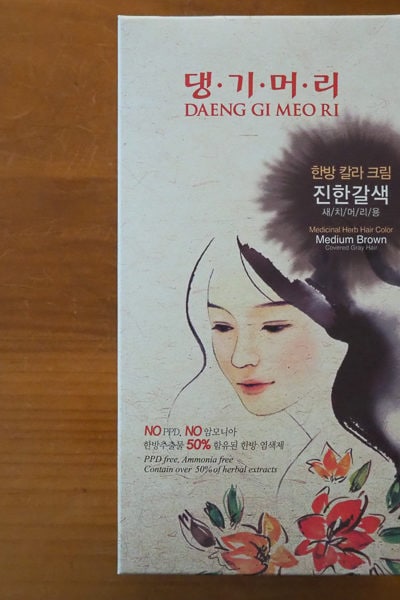 댕·기·머·리
DAENG GI MEO RI
한방 칼라 크림
진한갈색
새/치/머/리/용
Medicinal Herb Hair Color
Medium Brown
Covered Gray Hair
NO PPD, NO 암모니아
한방추출물 50% 함유된 한방 염색제
PPD free, Ammonia free
Contain over 50% of herbal extracts